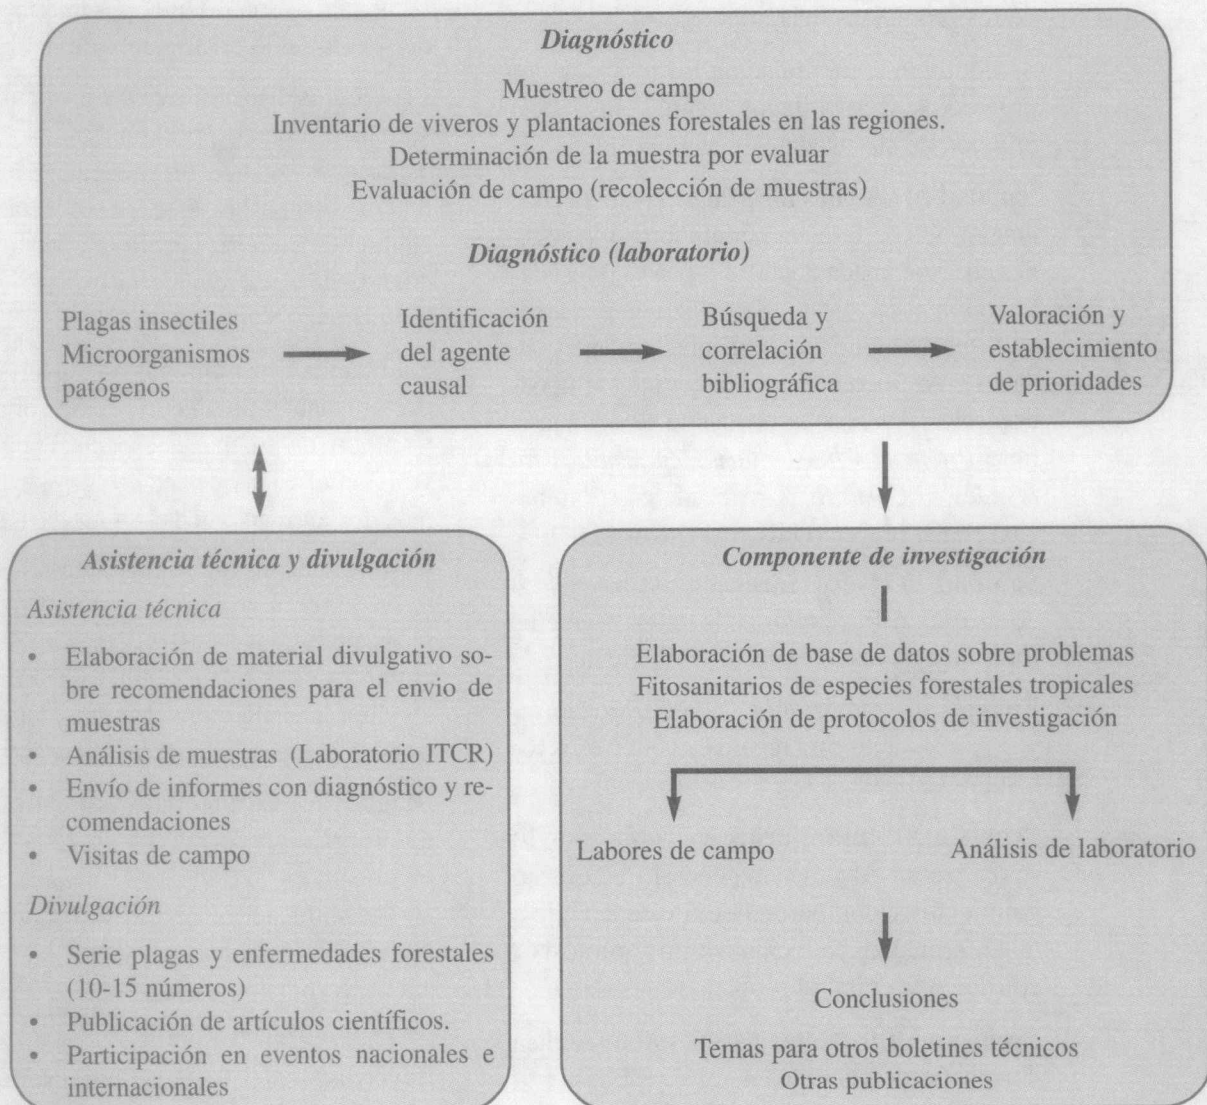 Diagnóstico
Muestreo de campo
Inventario de viveros y plantaciones forestales en las regiones.
Determinación de la muestra por evaluar
Evaluación de campo (recolección de muestras)
Diagnóstico (laboratorio)
Plagas insectiles
Microorganismos
patógenos
Identificación
del agente
causal
Búsqueda y
correlación
bibliográfica
Valoración y
establecimiento
de prioridades
Asistencia técnica y divulgación
Asistencia técnica
• Elaboración de material divulgativo so-
bre recomendaciones para el envio de
muestras
• Análisis de muestras (Laboratorio ITCR)
• Envío de informes con diagnóstico y re-
comendaciones
• Visitas de campo
Divulgación
• Serie plagas y enfermedades forestales
(10-15 números)
• Publicación de artículos científicos.
• Participación en eventos nacionales e
internacionales
Componente de investigación
Elaboración de base de datos sobre problemas
Fitosanitarios de especies forestales tropicales
Elaboración de protocolos de investigación
Labores de campo
Análisis de laboratorio
Conclusiones
Temas para otros boletines técnicos
Otras publicaciones